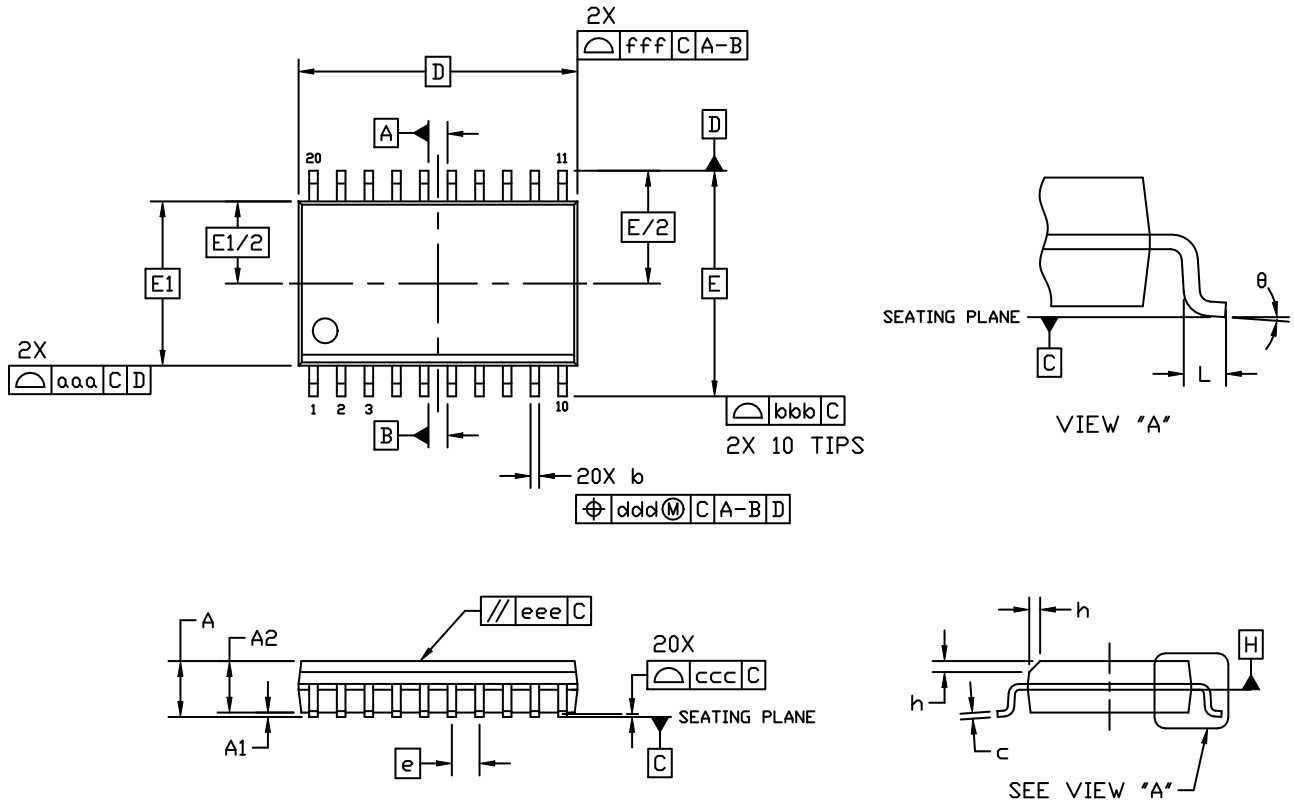 2X
⌓ fff C A-B
D
A
D
20 11
E1/2
E/2
E1
E
2X
⌓ aaa C D
1 2 3 10
B
⌓ bbb C
2X 10 TIPS
20X b
⌖ ddd Ⓜ C A-B D
θ
SEATING PLANE
C
L
VIEW "A"
A
A2
// eee C
20X
⌓ ccc C
SEATING PLANE
A1
e
C
h
H
h
c
SEE VIEW "A"